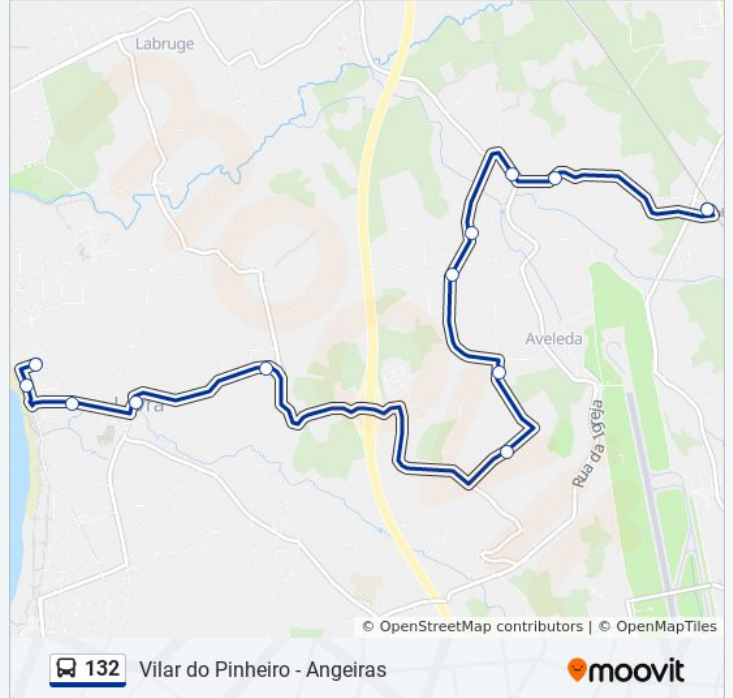 Labruge
Aveleda
Rua da Igreja
© OpenStreetMap contributors | © OpenMapTiles
132 Vilar do Pinheiro - Angeiras
moovit